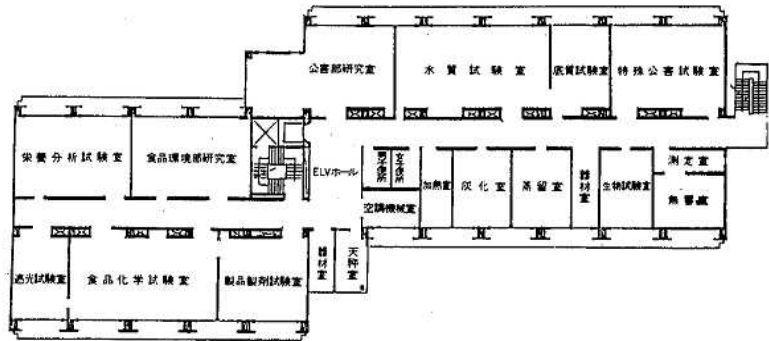 公害部研究室
水質試験室
底質試験室
特殊公害試験室
栄養分析試験室
食品環境部研究室
ELVホール
男子便所
女子便所
空調機械室
加熱室
灰化室
蒸留室
器材室
生物試験室
測定室
無響室
遮光試験室
食品化学試験室
製品製剤試験室
器材室
天秤室